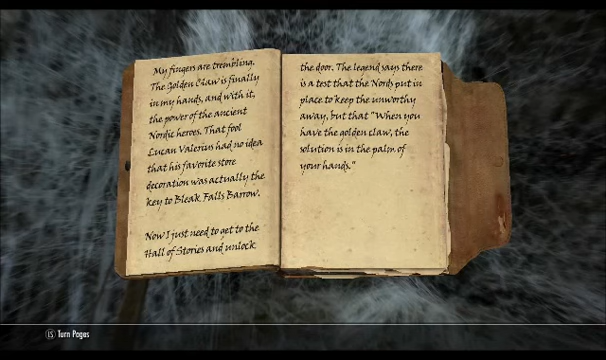 My fingers are trembling.
The Golden Claw is finally
in my hands, and with it,
the power of the ancient
Nordic heroes. That fool
Lucan Valerius had no idea
that his favorite store
decoration was actually the
key to Bleak Falls Barrow.
Now I just need to get to the
Hall of Stories and unlock
the door. The legend says there
is a test that the Nords put in
place to keep the unworthy
away, but that "When you
have the golden claw, the
solution is in the palm of
your hands."
LS Turn Pages